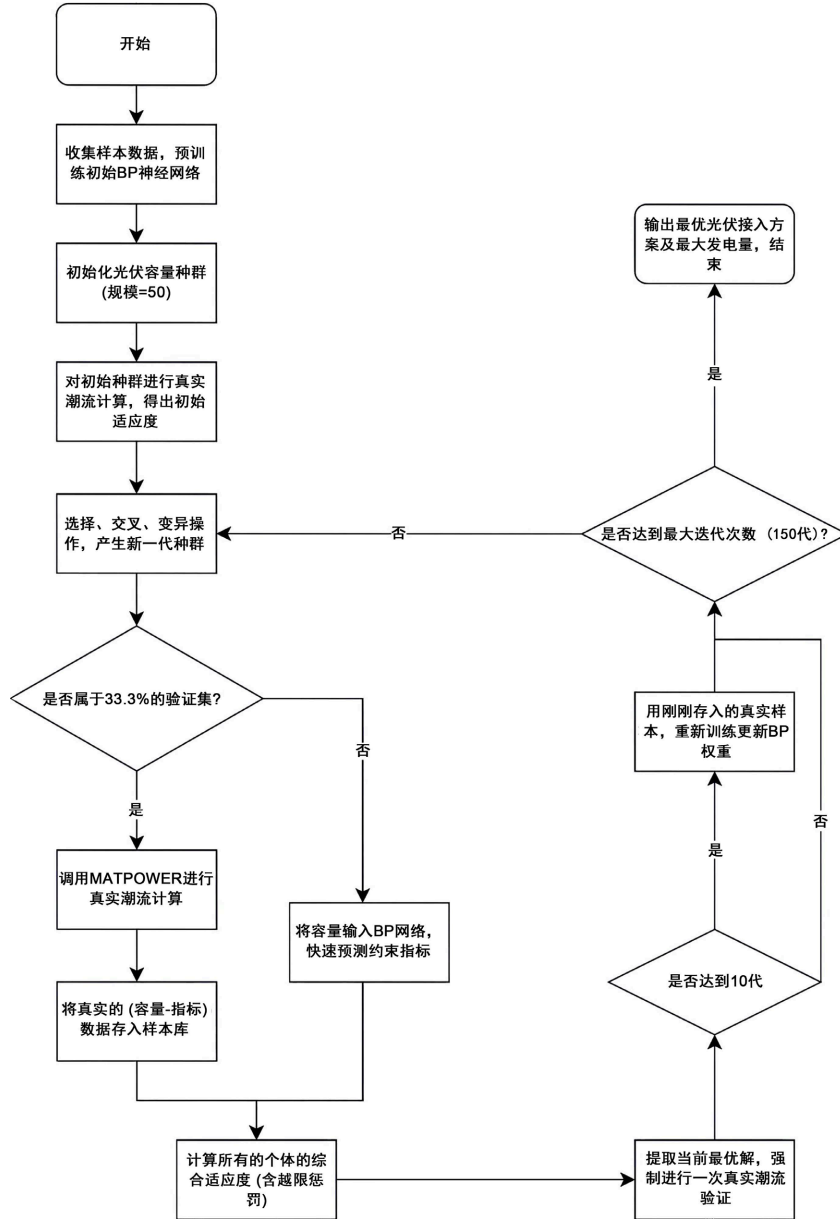 开始
收集样本数据，预训
练初始BP神经网络
初始化光伏容量种群
(规模=50)
对初始种群进行真实
潮流计算，得出初始
适应度
选择、交叉、变异操
作，产生新一代种群
是否属于33.3%的验证集?
否
是
调用MATPOWER进行
真实潮流计算
将真实的 (容量-指标)
数据存入样本库
将容量输入BP网络，
快速预测约束指标
计算所有的个体的综
合适应度 (含越限惩
罚)
提取当前最优解，强
制进行一次真实潮流
验证
是否达到10代
是
否
用刚刚存入的真实样
本，重新训练更新BP
权重
是否达到最大迭代次数 (150代)?
否
是
输出最优光伏接入方
案及最大发电量，结
束